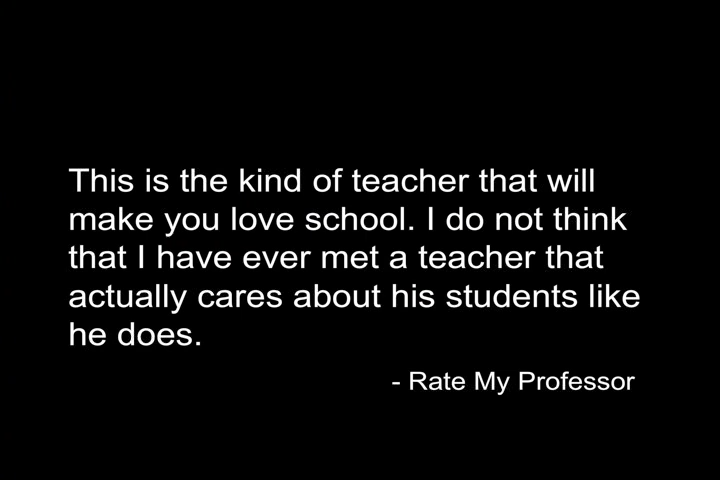 This is the kind of teacher that will
make you love school. I do not think
that I have ever met a teacher that
actually cares about his students like
he does.
- Rate My Professor